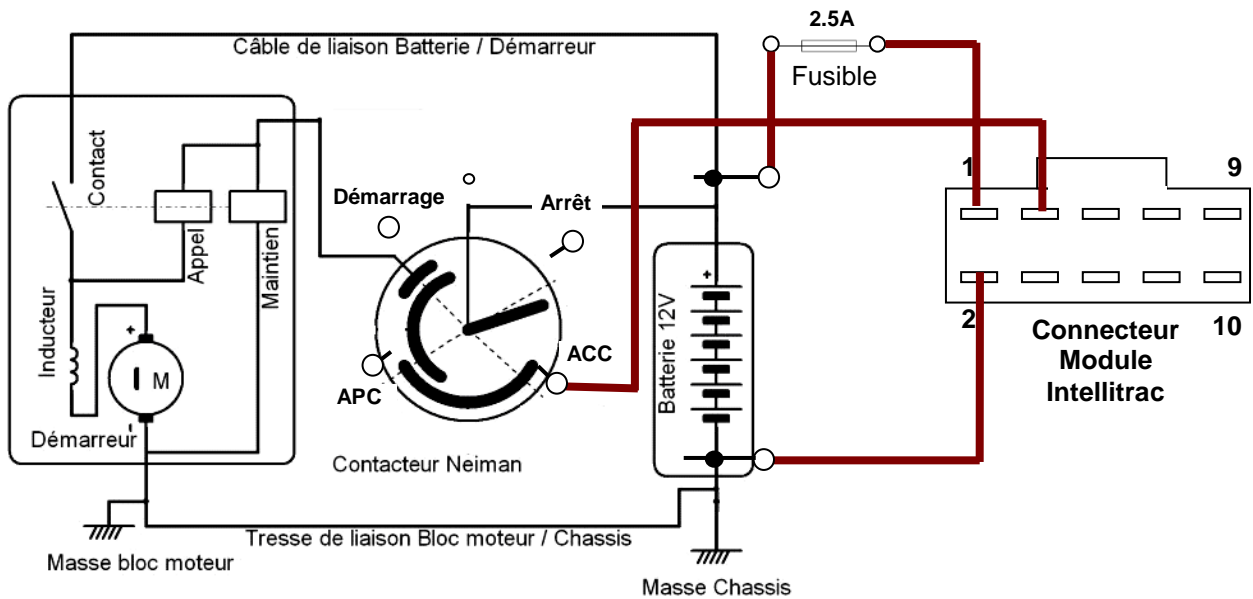 2.5A
Câble de liaison Batterie / Démarreur
Fusible
Contact
Appel
Maintien
Inducteur
+
M
-
Démarreur
Démarrage
Arrêt
ACC
APC
Contacteur Neiman
+
Batterie 12V
1
9
2
10
Connecteur
Module
Intellitrac
Tresse de liaison Bloc moteur / Chassis
Masse bloc moteur
Masse Chassis